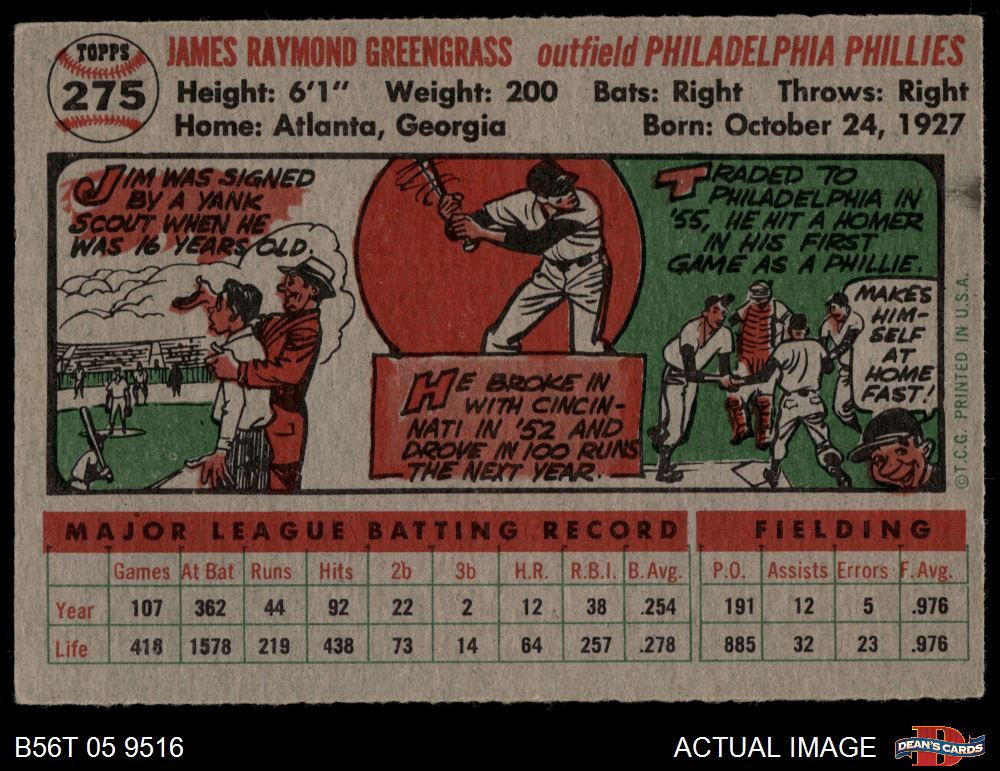 TOPPS
275
JAMES RAYMOND GREENGRASS outfield PHILADELPHIA PHILLIES
Height: 6'1" Weight: 200 Bats: Right Throws: Right
Home: Atlanta, Georgia Born: October 24, 1927
JIM WAS SIGNED
BY A YANK
SCOUT WHEN HE
WAS 16 YEARS OLD.
HE BROKE IN
WITH CINCIN-
NATI IN '52 AND
DROVE IN 100 RUNS
THE NEXT YEAR.
TRADED TO
PHILADELPHIA IN
'55, HE HIT A HOMER
IN HIS FIRST
GAME AS A PHILLIE.
MAKES
HIM-
SELF
AT
HOME
FAST!
©T.C.G. PRINTED IN U.S.A.
MAJOR LEAGUE BATTING RECORD FIELDING
Games At Bat Runs Hits 2b 3b H.R. R.B.I. B. Avg. P.O. Assists Errors F. Avg.
Year 107 362 44 92 22 2 12 38 .254 191 12 5 .976
Life 418 1578 219 438 73 14 64 257 .278 885 32 23 .976
B56T 05 9516 ACTUAL IMAGE DEAN'S CARDS